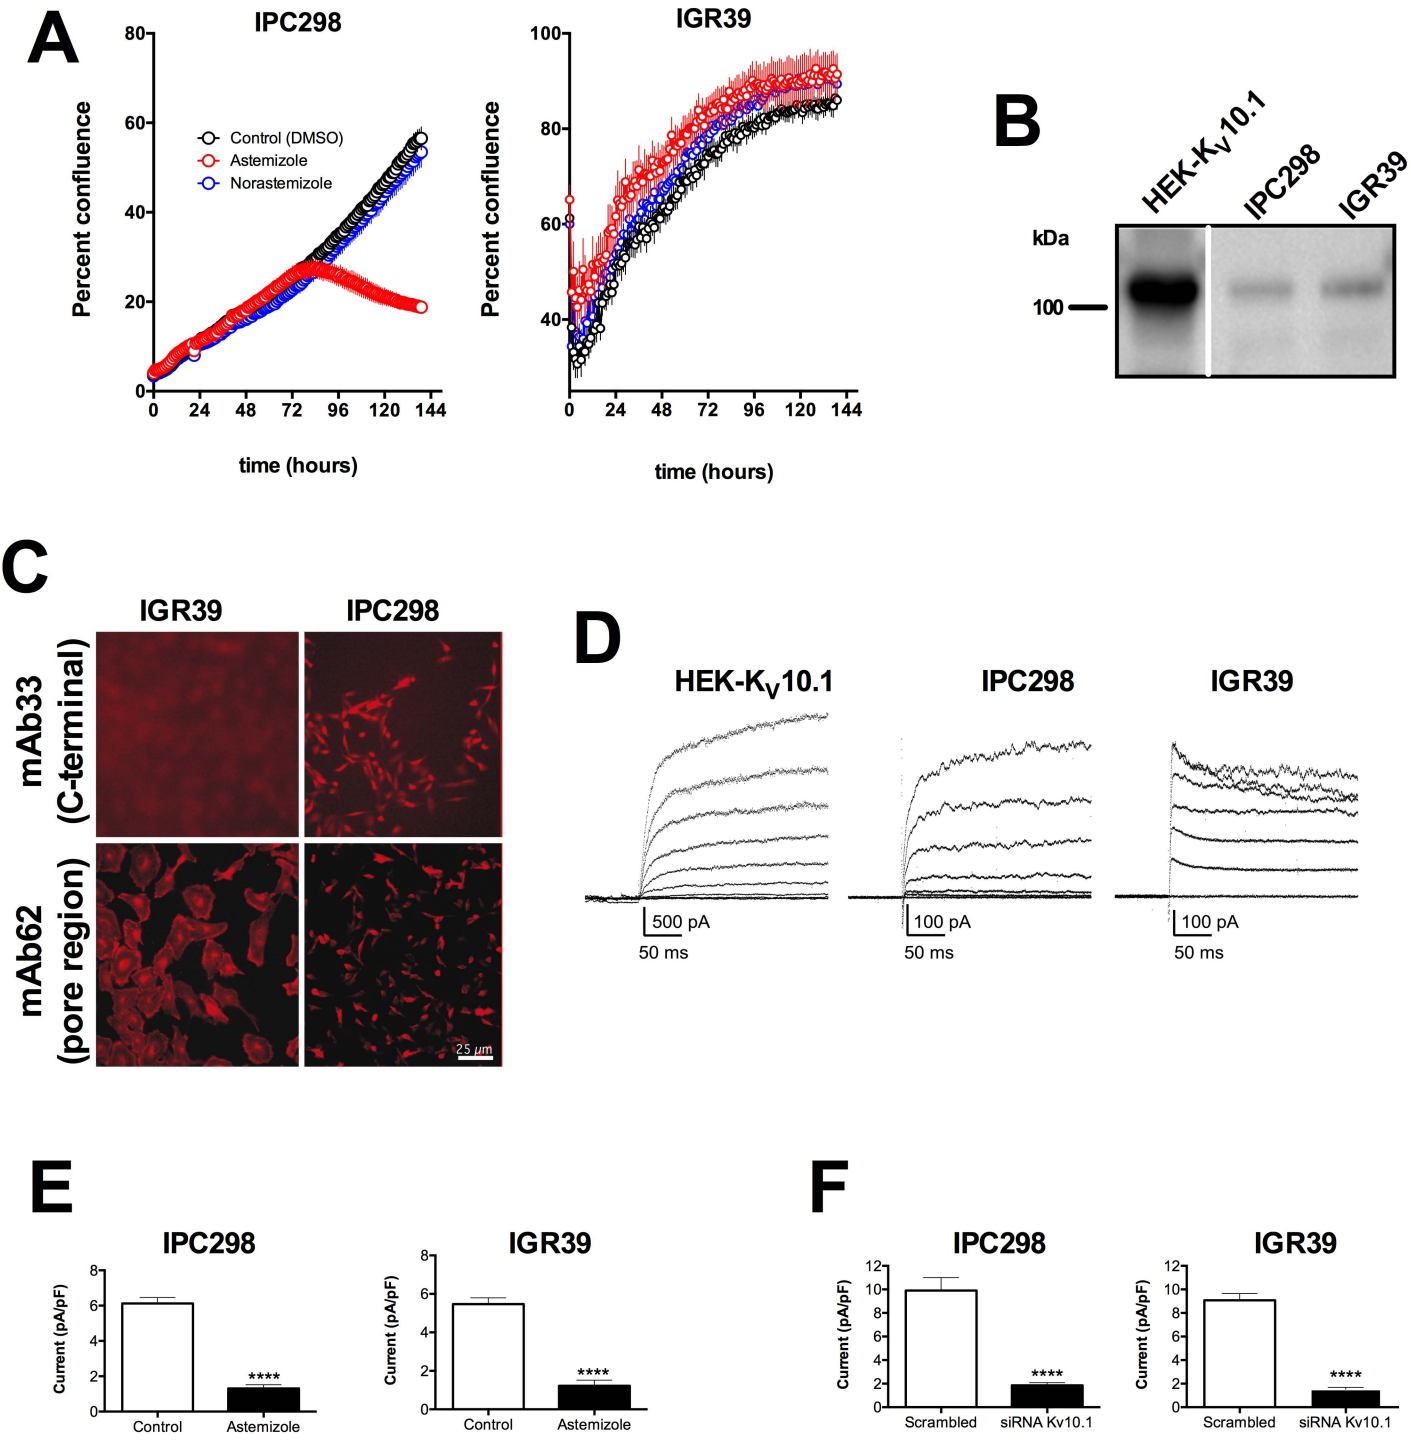 A
IPC298
Percent confluence
80
60
40
20
0
Control (DMSO)
Astemizole
Norastemizole
0 24 48 72 96 120 144
time (hours)
IGR39
Percent confluence
100
80
60
40
0 24 48 72 96 120 144
time (hours)
B
HEK-KV10.1
IPC298
IGR39
kDa
100
C
IGR39
IPC298
mAb33
(C-terminal)
mAb62
(pore region)
25 µm
D
HEK-KV10.1
IPC298
IGR39
500 pA
50 ms
100 pA
50 ms
100 pA
50 ms
E
IPC298
Current (pA/pF)
8
6
4
2
0
****
Control
Astemizole
IGR39
Current (pA/pF)
8
6
4
2
0
****
Control
Astemizole
F
IPC298
Current (pA/pF)
12
10
8
6
4
2
0
****
Scrambled
siRNA Kv10.1
IGR39
Current (pA/pF)
12
10
8
6
4
2
0
****
Scrambled
siRNA Kv10.1